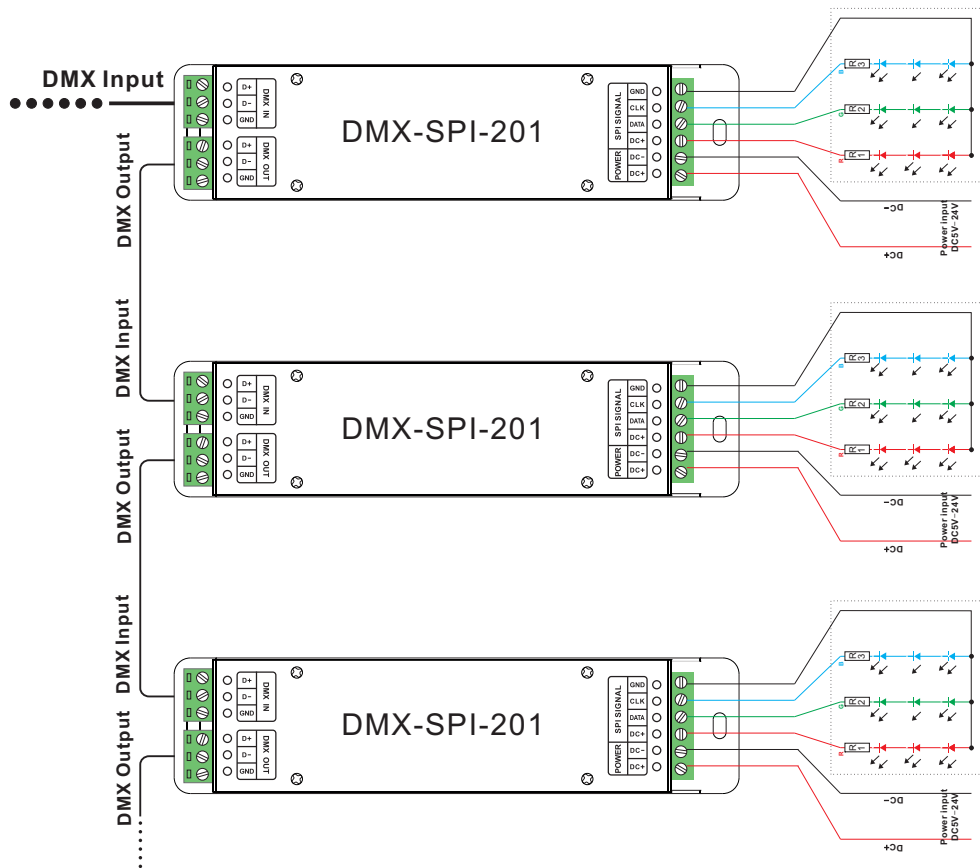 DMX Input
DMX Output
DMX Input
DMX Output
DMX Input
DMX Output
D+
D−
GND
DMX IN
D+
D−
GND
DMX OUT
DMX-SPI-201
SPI SIGNAL
POWER
GND
CLK
DATA
DC+
DC−
DC+
B
R3
G
R2
R
R1
DC−
DC+
Power input
DC5V−24V
D+
D−
GND
DMX IN
D+
D−
GND
DMX OUT
DMX-SPI-201
SPI SIGNAL
POWER
GND
CLK
DATA
DC+
DC−
DC+
B
R3
G
R2
R
R1
DC−
DC+
Power input
DC5V−24V
D+
D−
GND
DMX IN
D+
D−
GND
DMX OUT
DMX-SPI-201
SPI SIGNAL
POWER
GND
CLK
DATA
DC+
DC−
DC+
B
R3
G
R2
R
R1
DC−
DC+
Power input
DC5V−24V